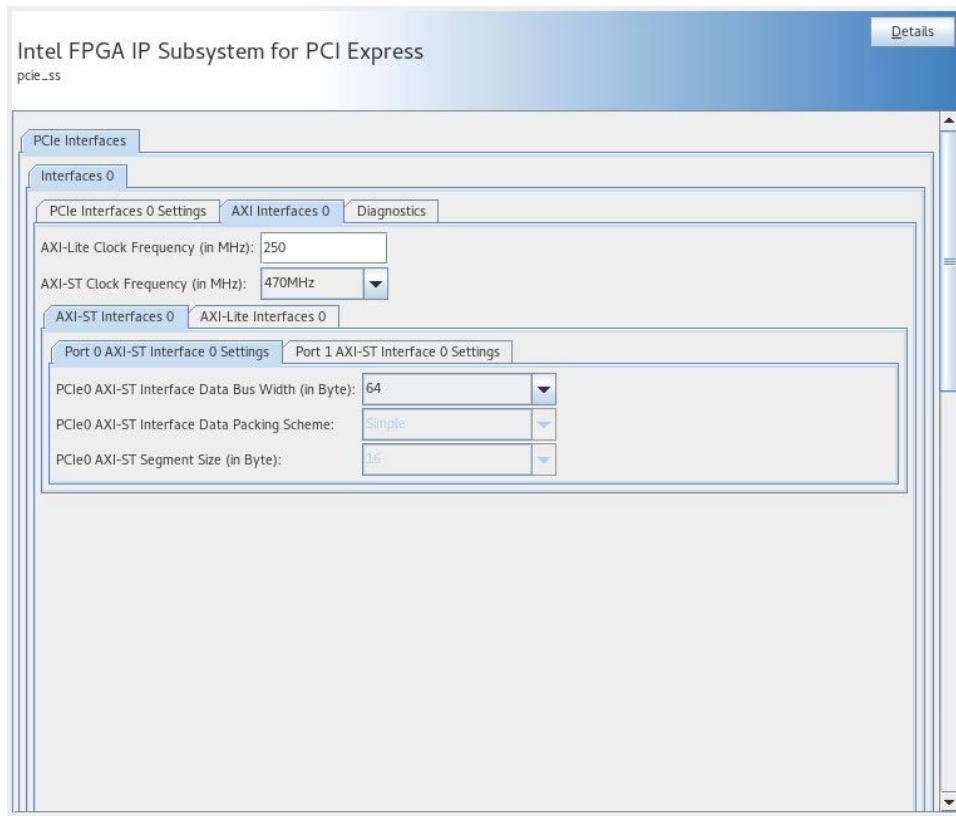 Details
Intel FPGA IP Subsystem for PCI Express
pcie_ss
PCIe Interfaces
Interfaces 0
PCIe Interfaces 0 Settings AXI Interfaces 0 Diagnostics
AXI-Lite Clock Frequency (in MHz): 250
AXI-ST Clock Frequency (in MHz): 470MHz
AXI-ST Interfaces 0 AXI-Lite Interfaces 0
Port 0 AXI-ST Interface 0 Settings Port 1 AXI-ST Interface 0 Settings
PCIe0 AXI-ST Interface Data Bus Width (in Byte): 64
PCIe0 AXI-ST Interface Data Packing Scheme: Simple
PCIe0 AXI-ST Segment Size (in Byte): 16